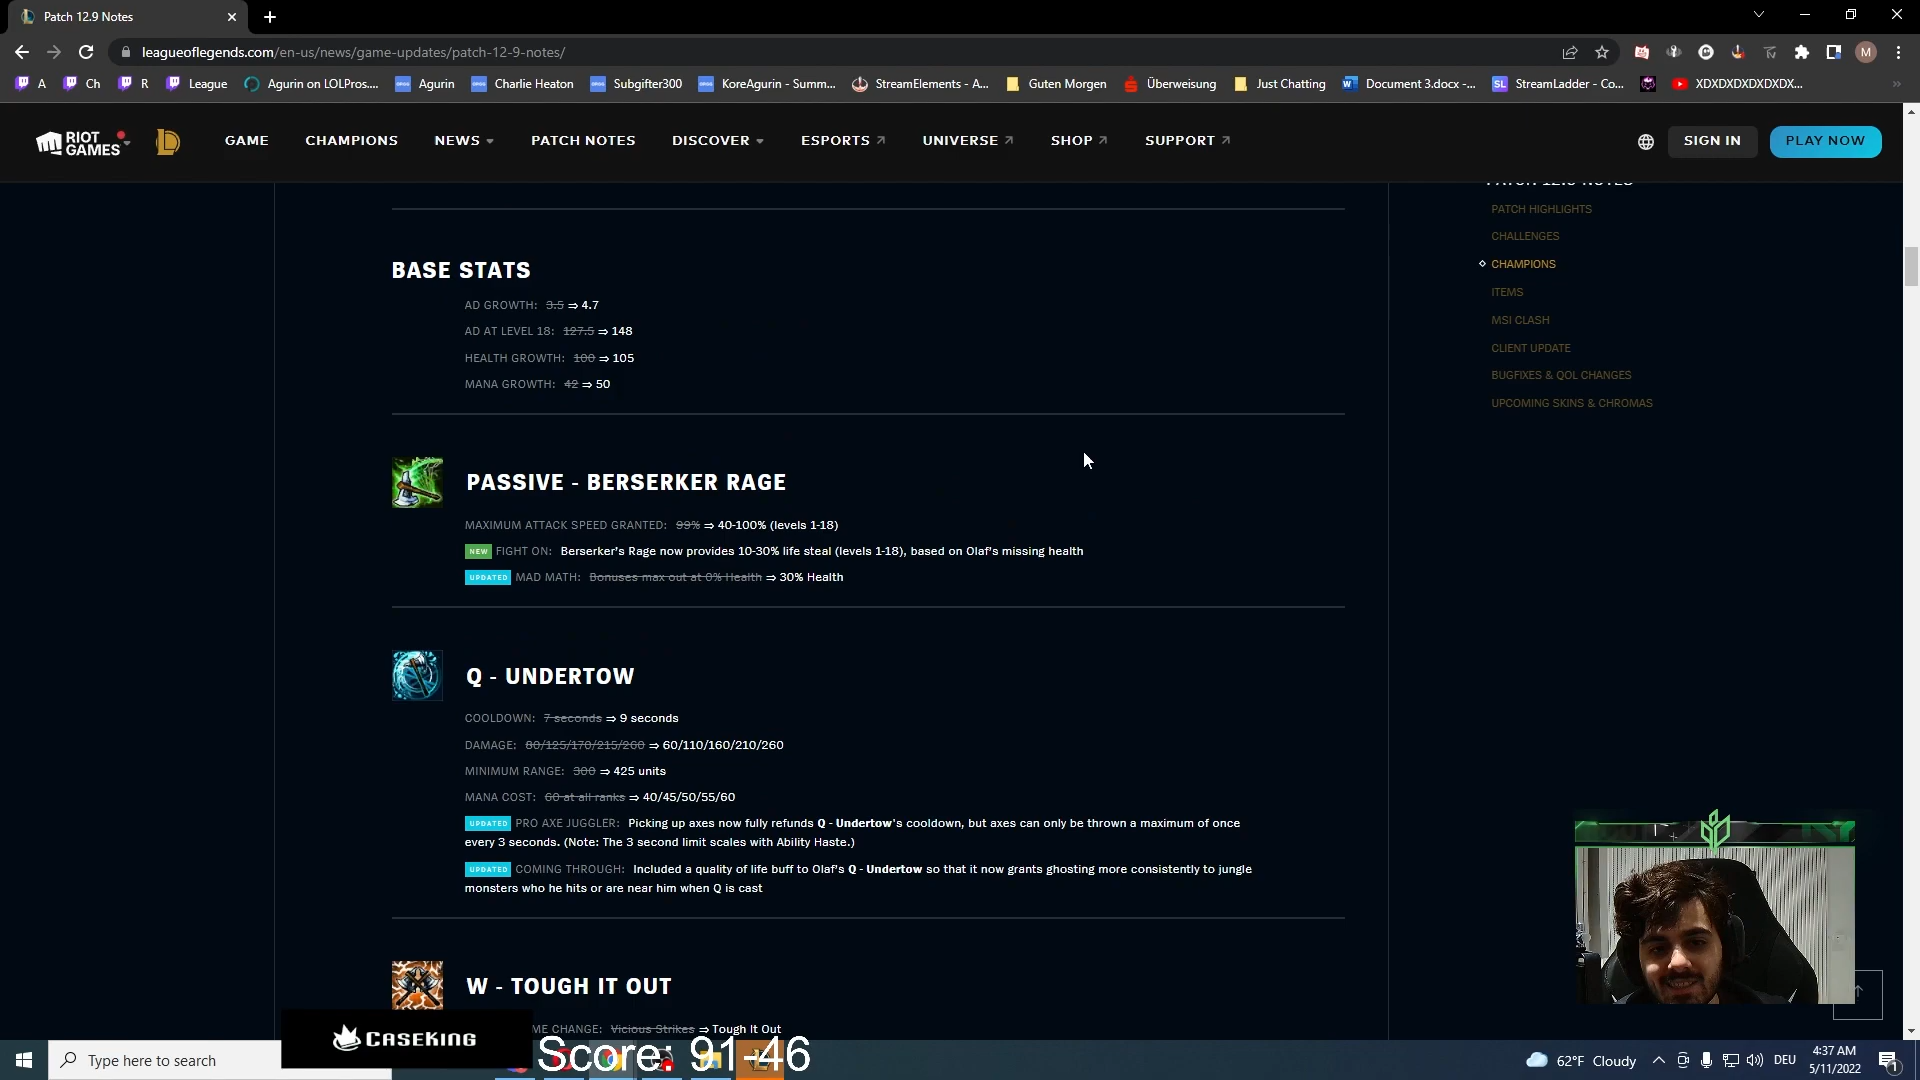 Patch 12.9 Notes
leagueoflegends.com/en-us/news/game-updates/patch-12-9-notes/
M
A
Ch
R
League
Agurin on LOLPros....
Agurin
Charlie Heaton
Subgifter300
KoreAgurin - Summ...
StreamElements - A...
Guten Morgen
Überweisung
Just Chatting
Document 3.docx -...
SL
StreamLadder - Co...
XDXDXDXDXDXDX...
RIOT
GAMES
GAME
CHAMPIONS
NEWS
PATCH NOTES
DISCOVER
ESPORTS
UNIVERSE
SHOP
SUPPORT
SIGN IN
PLAY NOW
PATCH 12.9 NOTES
PATCH HIGHLIGHTS
CHALLENGES
CHAMPIONS
ITEMS
MSI CLASH
CLIENT UPDATE
BUGFIXES & QOL CHANGES
UPCOMING SKINS & CHROMAS
BASE STATS
AD GROWTH: 3.5 ⇒ 4.7
AD AT LEVEL 18: 127.5 ⇒ 148
HEALTH GROWTH: 100 ⇒ 105
MANA GROWTH: 42 ⇒ 50
PASSIVE - BERSERKER RAGE
MAXIMUM ATTACK SPEED GRANTED: 99% ⇒ 40-100% (levels 1-18)
NEW FIGHT ON: Berserker's Rage now provides 10-30% life steal (levels 1-18), based on Olaf's missing health
UPDATED MAD MATH: Bonuses max out at 0% Health ⇒ 30% Health
Q - UNDERTOW
COOLDOWN: 7 seconds ⇒ 9 seconds
DAMAGE: 80/125/170/215/260 ⇒ 60/110/160/210/260
MINIMUM RANGE: 300 ⇒ 425 units
MANA COST: 60 at all ranks ⇒ 40/45/50/55/60
UPDATED PRO AXE JUGGLER: Picking up axes now fully refunds Q - Undertow's cooldown, but axes can only be thrown a maximum of once
every 3 seconds. (Note: The 3 second limit scales with Ability Haste.)
UPDATED COMING THROUGH: Included a quality of life buff to Olaf's Q - Undertow so that it now grants ghosting more consistently to jungle
monsters who he hits or are near him when Q is cast
W - TOUGH IT OUT
ME CHANGE: Vicious Strikes ⇒ Tough It Out
CASEKING
Score: 91-46
Type here to search
62°F Cloudy
DEU
4:37 AM
5/11/2022
1